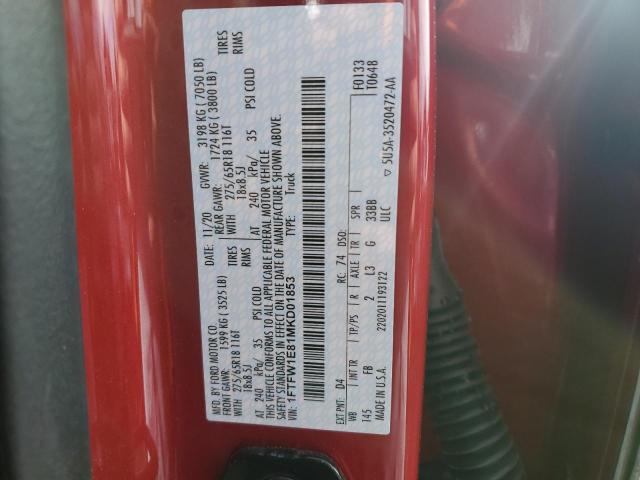 MFD. BY FORD MOTOR CO. 11/20 GVWR: 3198 KG ( 7050 LB)
FRONT GAWR: 1599 KG ( 3525 LB) REAR GAWR: 1724 KG ( 3800 LB)
WITH 275/65R18 116T TIRES WITH 275/65R18 116T TIRES
18x8.5J RIMS 18x8.5J RIMS
AT 240 kPa/ 35 PSI COLD AT 240 kPa/ 35 PSI COLD
THIS VEHICLE CONFORMS TO ALL APPLICABLE FEDERAL MOTOR VEHICLE
SAFETY STANDARDS IN EFFECT ON THE DATE OF MANUFACTURE SHOWN ABOVE.
VIN: 1FTFW1E81MKD01853 TYPE: Truck
F0133
T0648
EXT PNT: D4 RC: 74 DSO:
WB INT TR TP/PS R AXLE TR SPR
145 FB 2 L3 G 33BB
ULC
MADE IN U.S.A. 2202011193122
▽ 5U5A-3520472-AA